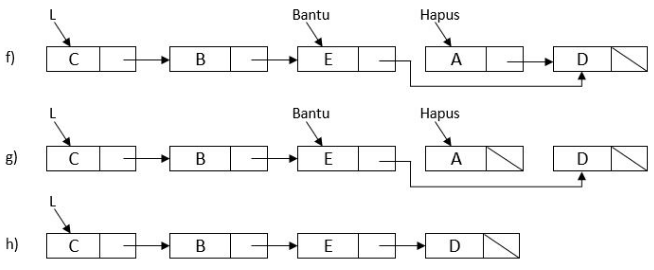 L Bantu Hapus
f) C B E A D
L Bantu Hapus
g) C B E A D
L
h) C B E D